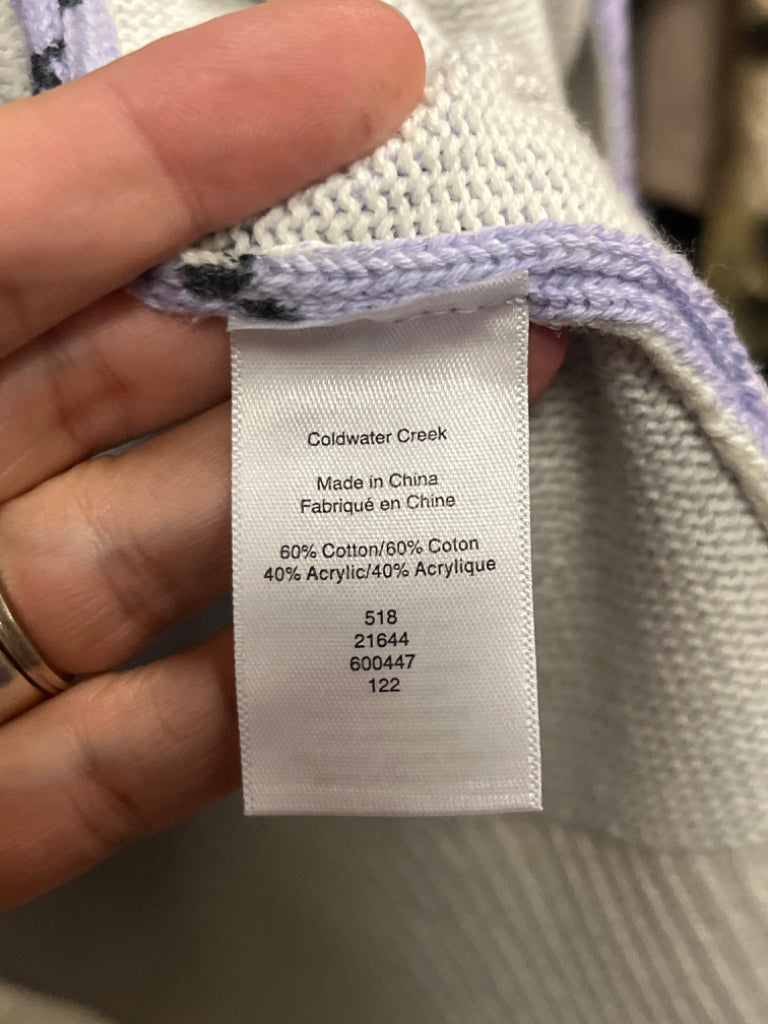 Coldwater Creek
Made in China
Fabriqué en Chine
60% Cotton/60% Coton
40% Acrylic/40% Acrylique
518
21644
600447
122